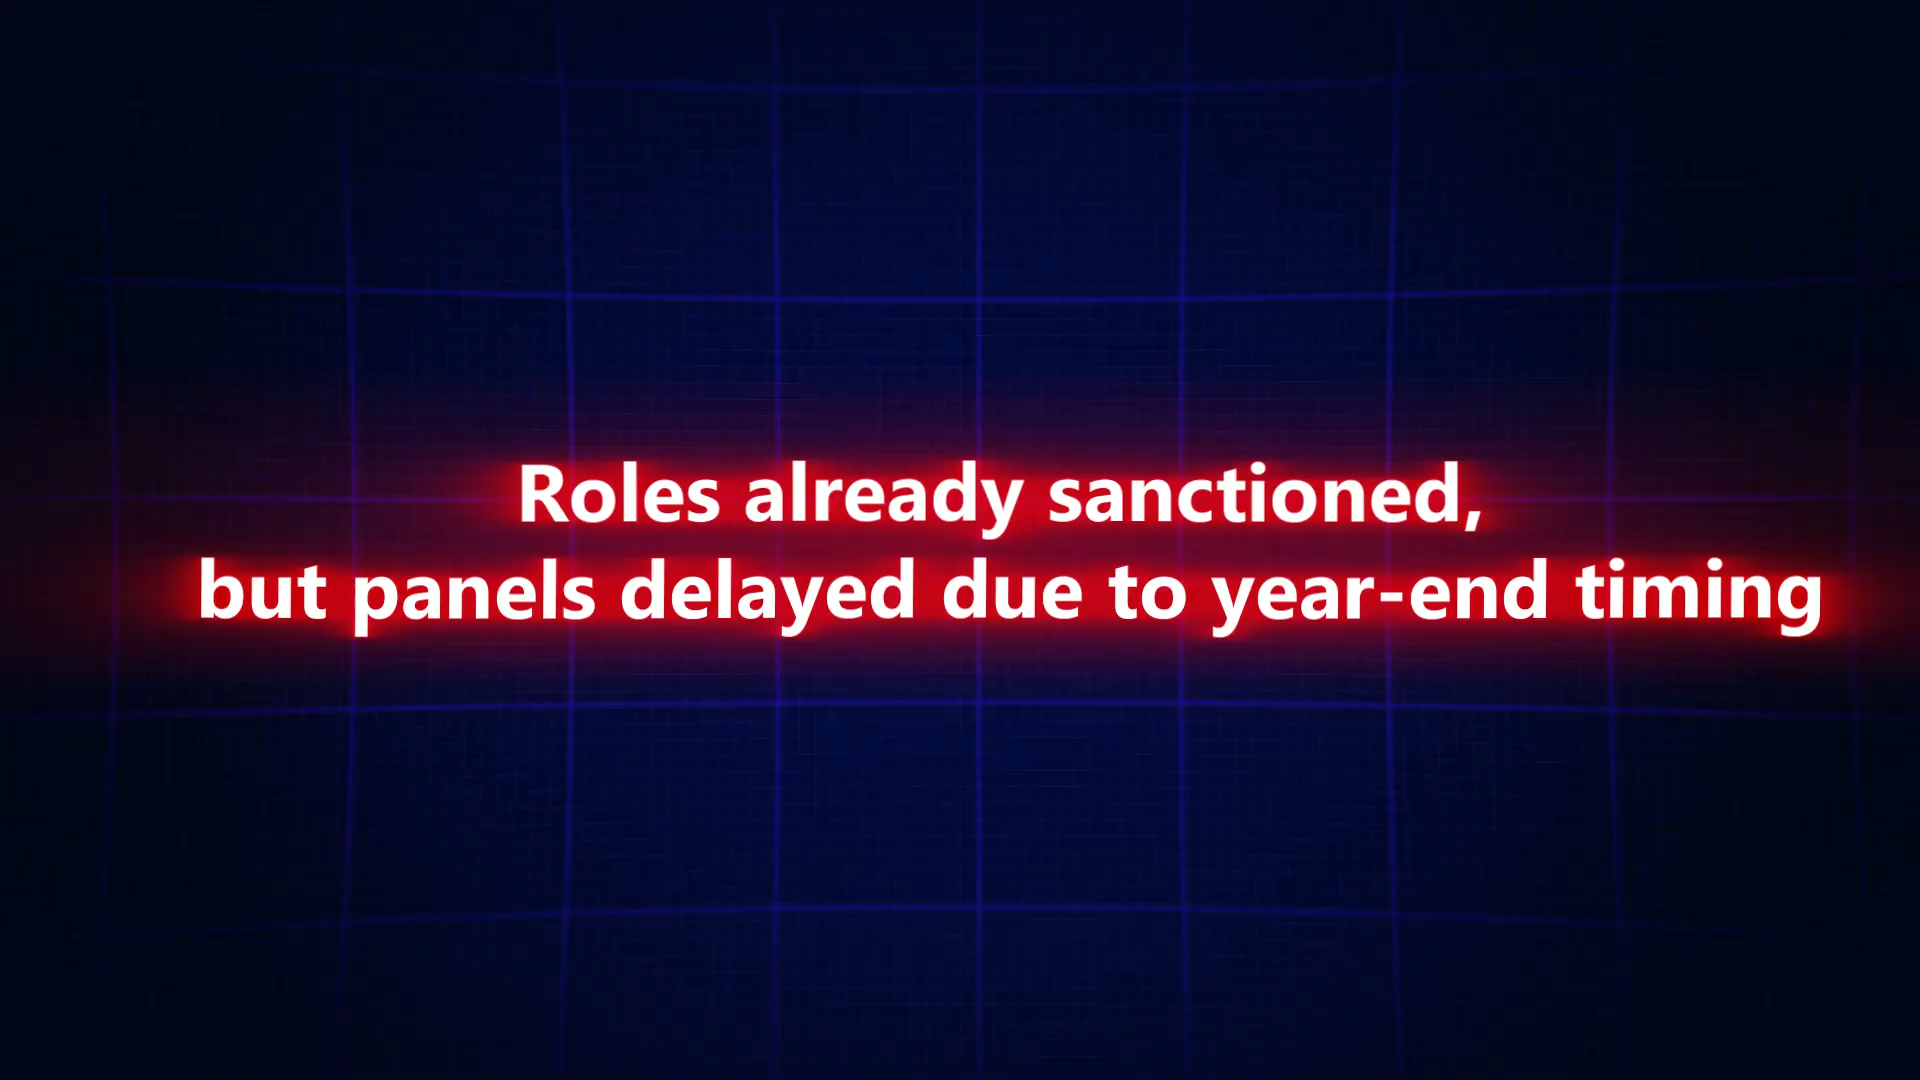 Roles already sanctioned,
but panels delayed due to year-end timing